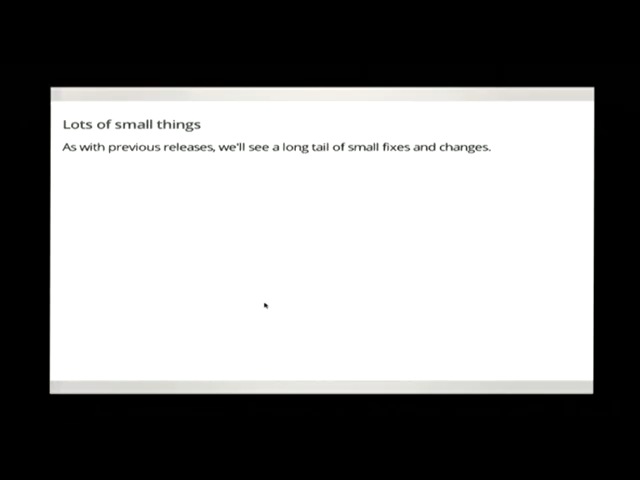 Lots of small things
As with previous releases, we'll see a long tail of small fixes and changes.